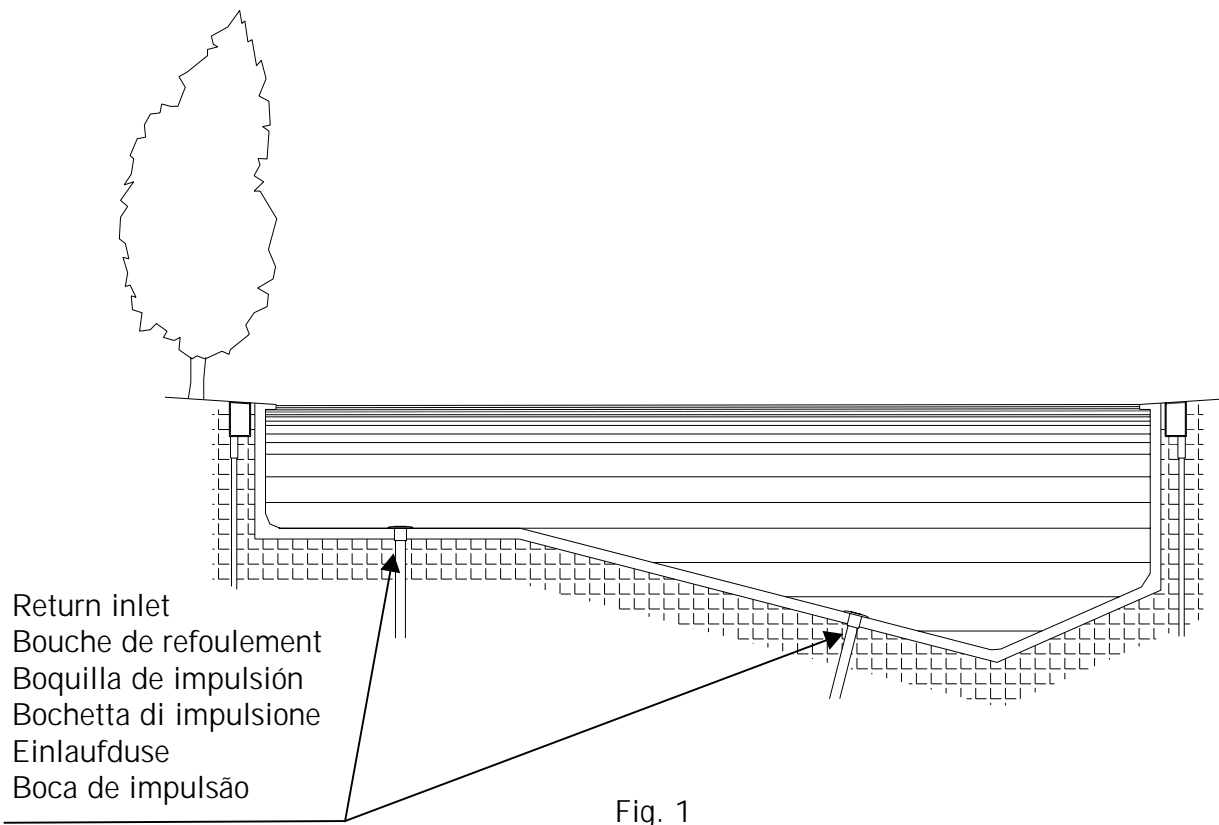 Return inlet
Bouche de refoulement
Boquilla de impulsión
Bochetta di impulsione
Einlaufduse
Boca de impulsão
Fig. 1